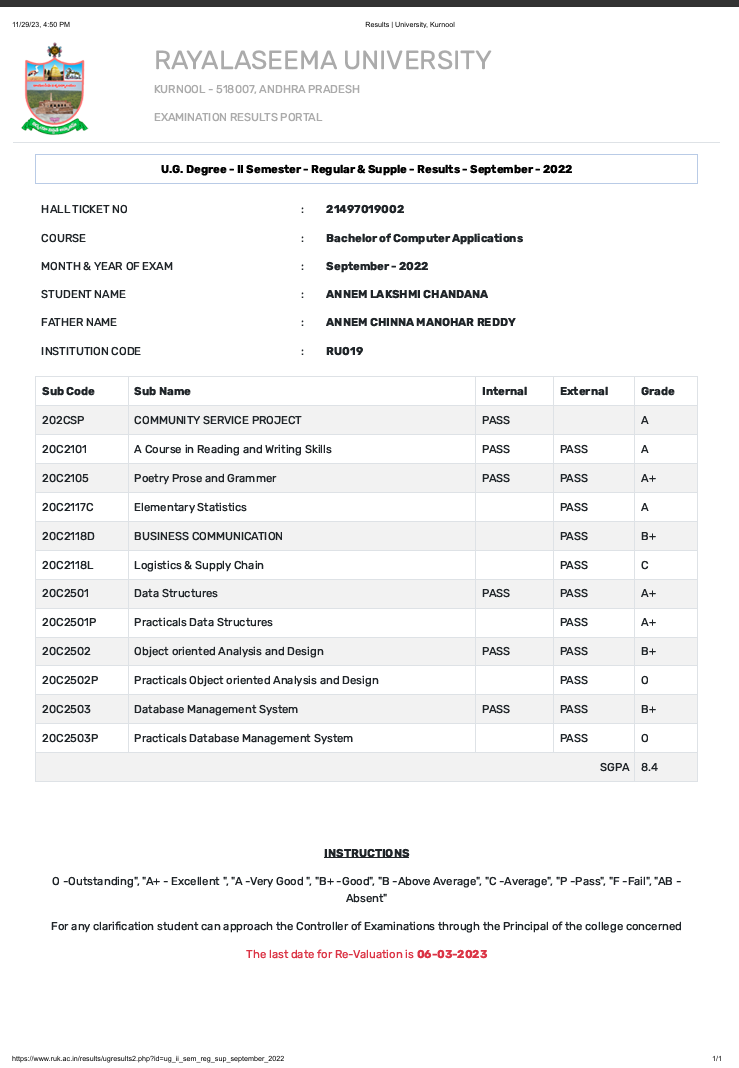 11/29/23, 4:50 PM Results | University, Kurnool
RAYALASEEMA UNIVERSITY
KURNOOL - 518007, ANDHRA PRADESH
EXAMINATION RESULTS PORTAL
U.G. Degree - II Semester - Regular & Supple - Results - September - 2022
HALL TICKET NO : 21497019002
COURSE : Bachelor of Computer Applications
MONTH & YEAR OF EXAM : September - 2022
STUDENT NAME : ANNEM LAKSHMI CHANDANA
FATHER NAME : ANNEM CHINNA MANOHAR REDDY
INSTITUTION CODE : RU019
Sub Code Sub Name Internal External Grade
202CSP COMMUNITY SERVICE PROJECT PASS A
20C2101 A Course in Reading and Writing Skills PASS PASS A
20C2105 Poetry Prose and Grammer PASS PASS A+
20C2117C Elementary Statistics PASS A
20C2118D BUSINESS COMMUNICATION PASS B+
20C2118L Logistics & Supply Chain PASS C
20C2501 Data Structures PASS PASS A+
20C2501P Practicals Data Structures PASS A+
20C2502 Object oriented Analysis and Design PASS PASS B+
20C2502P Practicals Object oriented Analysis and Design PASS O
20C2503 Database Management System PASS PASS B+
20C2503P Practicals Database Management System PASS O
SGPA 8.4
INSTRUCTIONS
O -Outstanding", "A+ - Excellent ", "A -Very Good ", "B+ -Good", "B -Above Average", "C -Average", "P -Pass", "F -Fail", "AB -
Absent"
For any clarification student can approach the Controller of Examinations through the Principal of the college concerned
The last date for Re-Valuation is 06-03-2023
https://www.ruk.ac.in/results/ugresults2.php?id=ug_ii_sem_reg_sup_september_2022 1/1